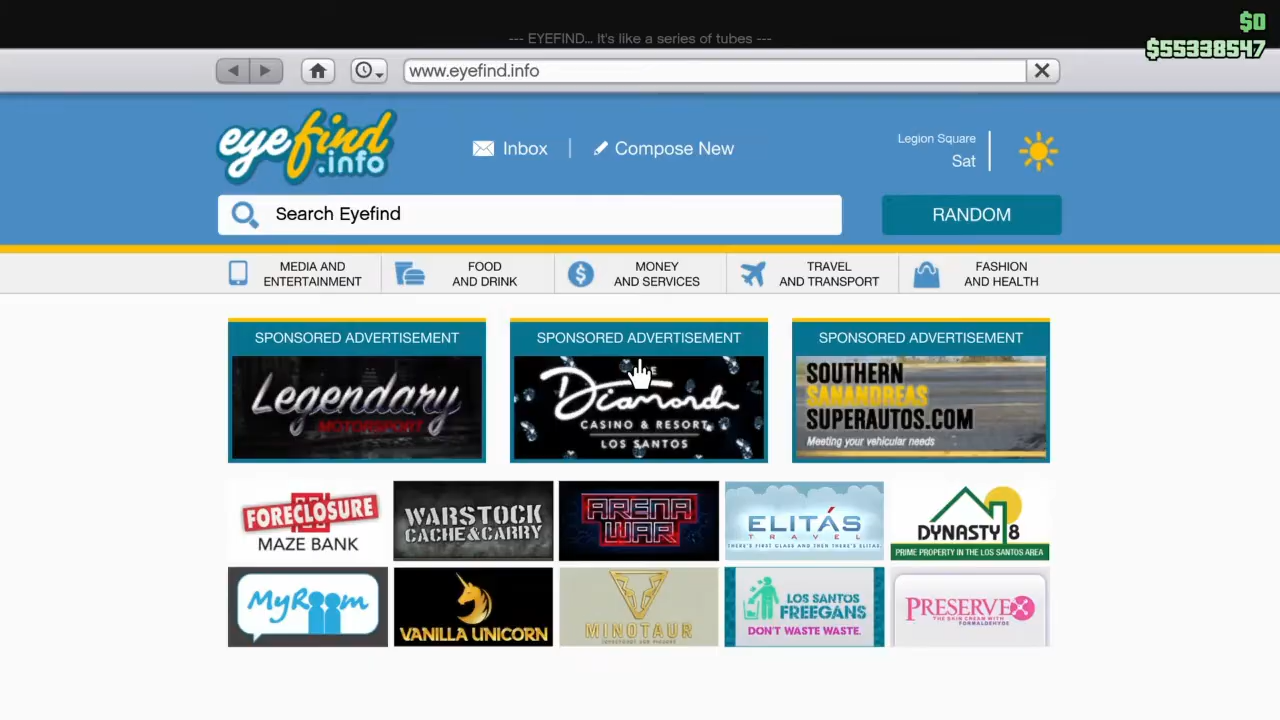 $0
--- EYEFIND... It's like a series of tubes ---
$55338547
www.eyefind.info
eyefind
.info
Inbox
Compose New
Legion Square
Sat
Search Eyefind
RANDOM
MEDIA AND
ENTERTAINMENT
FOOD
AND DRINK
MONEY
AND SERVICES
TRAVEL
AND TRANSPORT
FASHION
AND HEALTH
SPONSORED ADVERTISEMENT
Legendary
MOTORSPORT
SPONSORED ADVERTISEMENT
Diamond
CASINO & RESORT
LOS SANTOS
SPONSORED ADVERTISEMENT
SOUTHERN
SANANDREAS
SUPERAUTOS.COM
Meeting your vehicular needs
FORECLOSURE
MAZE BANK
WARSTOCK
CACHE&CARRY
ARENA
WAR
ELITÁS
TRAVEL
THERE'S FIRST CLASS AND THEN THERE'S ELITÁS
DYNASTY 8
PRIME PROPERTY IN THE LOS SANTOS AREA
MyRoom
VANILLA UNICORN
MINOTAUR
LOS SANTOS
FREEGANS
DON'T WASTE WASTE.
PRESERVEX
THE SKIN CREAM WITH
FORMALDEHYDE